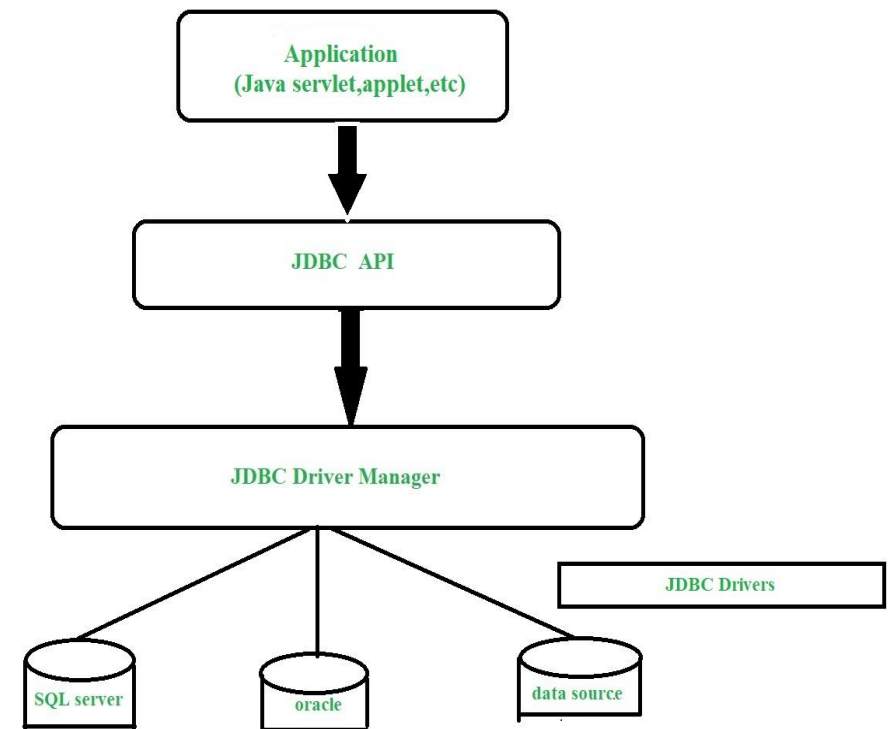 Application
(Java servlet,applet,etc)
JDBC API
JDBC Driver Manager
JDBC Drivers
SQL server
oracle
data source